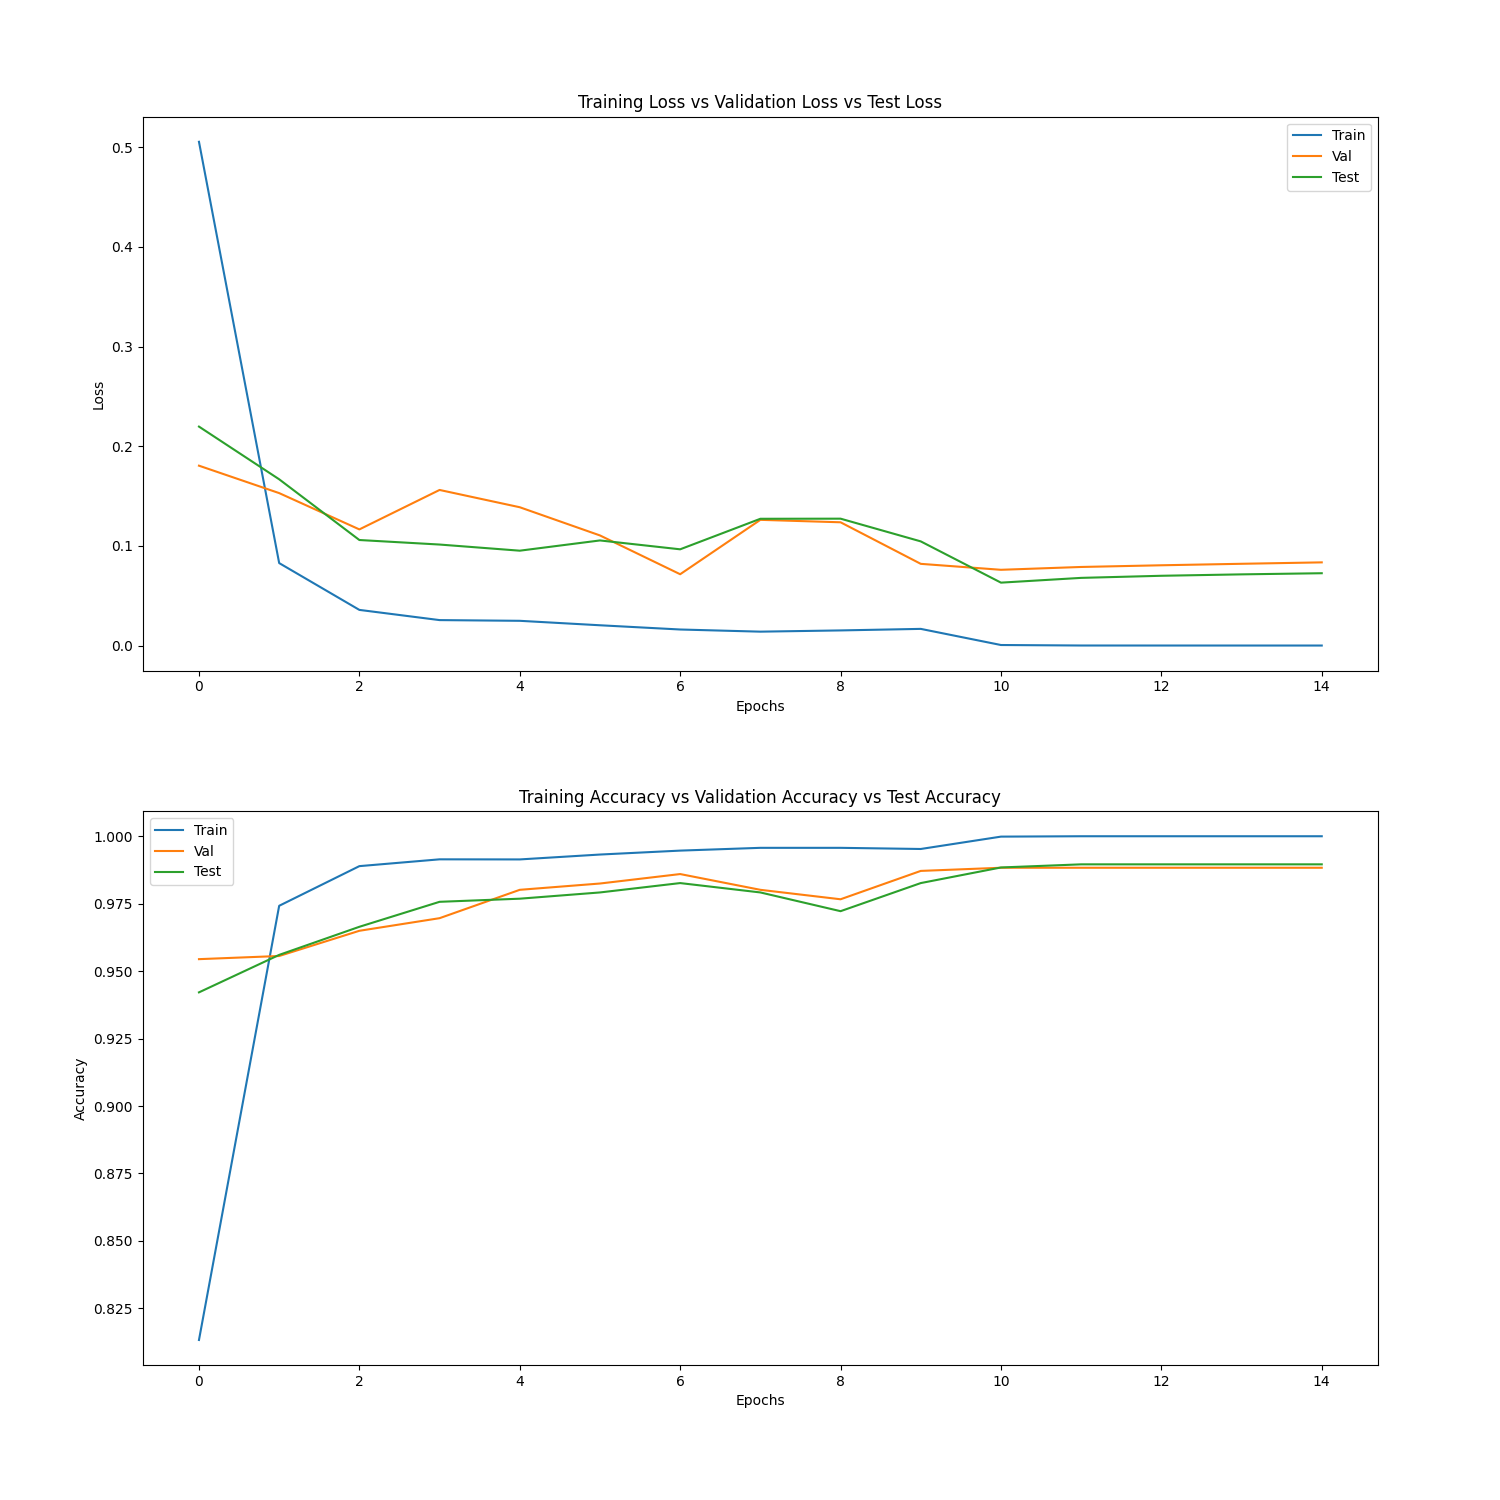 Training Loss vs Validation Loss vs Test Loss
Train
Val
Test
0.5
0.4
0.3
0.2
0.1
0.0
Loss
0 2 4 6 8 10 12 14
Epochs
Training Accuracy vs Validation Accuracy vs Test Accuracy
Train
Val
Test
1.000
0.975
0.950
0.925
0.900
0.875
0.850
0.825
Accuracy
0 2 4 6 8 10 12 14
Epochs